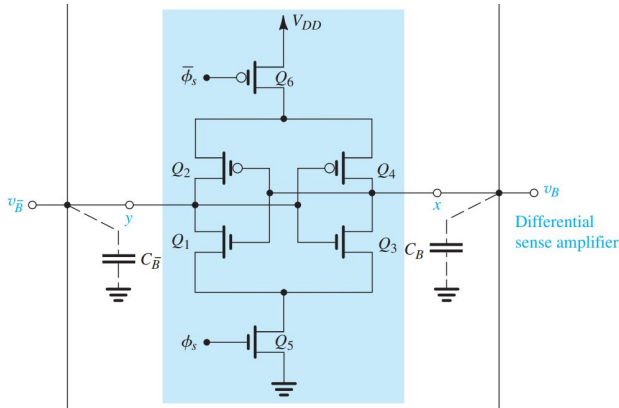 V_DD
φ̅_s
Q_6
Q_2
Q_4
v_B̅
y
x
v_B
Q_1
Q_3
C_B̅
C_B
Differential
sense amplifier
φ_s
Q_5